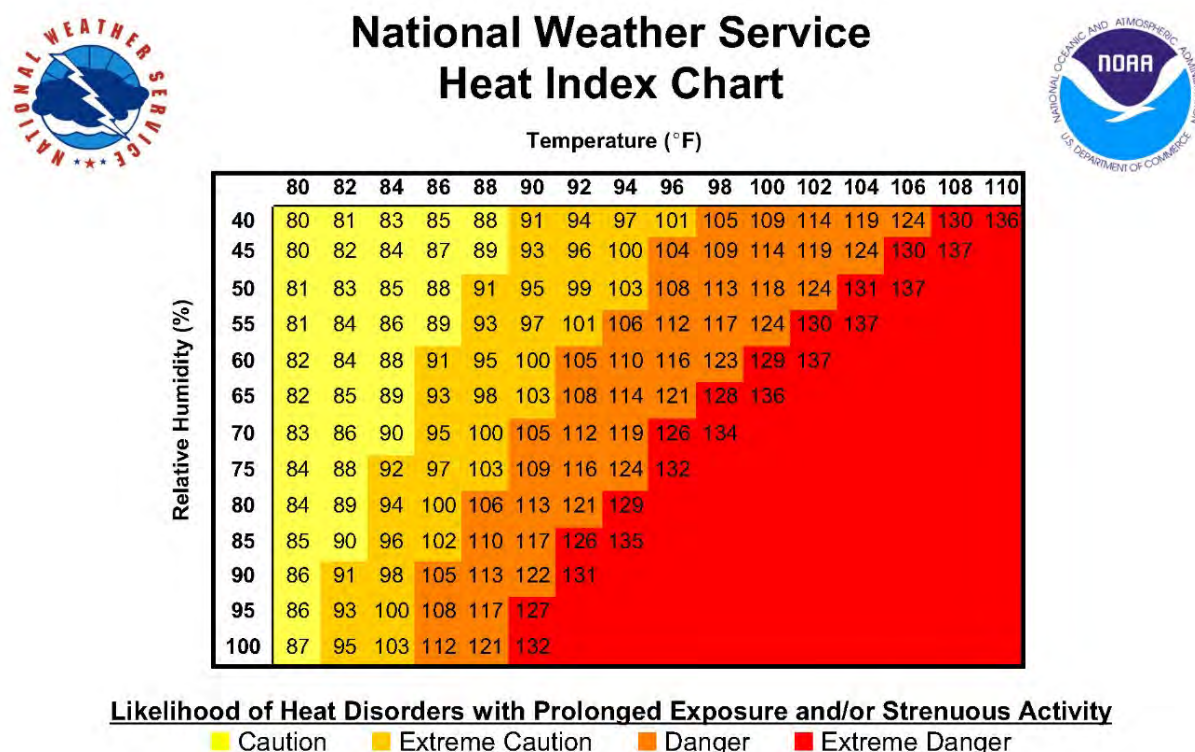 NATIONAL WEATHER SERVICE
National Weather Service
Heat Index Chart
NATIONAL OCEANIC AND ATMOSPHERIC
U.S. DEPARTMENT OF COMMERCE
NOAA
Temperature (°F)
80 82 84 86 88 90 92 94 96 98 100 102 104 106 108 110
Relative Humidity (%)
40 80 81 83 85 88 91 94 97 101 105 109 114 119 124 130 136
45 80 82 84 87 89 93 96 100 104 109 114 119 124 130 137
50 81 83 85 88 91 95 99 103 108 113 118 124 131 137
55 81 84 86 89 93 97 101 106 112 117 124 130 137
60 82 84 88 91 95 100 105 110 116 123 129 137
65 82 85 89 93 98 103 108 114 121 128 136
70 83 86 90 95 100 105 112 119 126 134
75 84 88 92 97 103 109 116 124 132
80 84 89 94 100 106 113 121 129
85 85 90 96 102 110 117 126 135
90 86 91 98 105 113 122 131
95 86 93 100 108 117 127
100 87 95 103 112 121 132
Likelihood of Heat Disorders with Prolonged Exposure and/or Strenuous Activity
Caution Extreme Caution Danger Extreme Danger